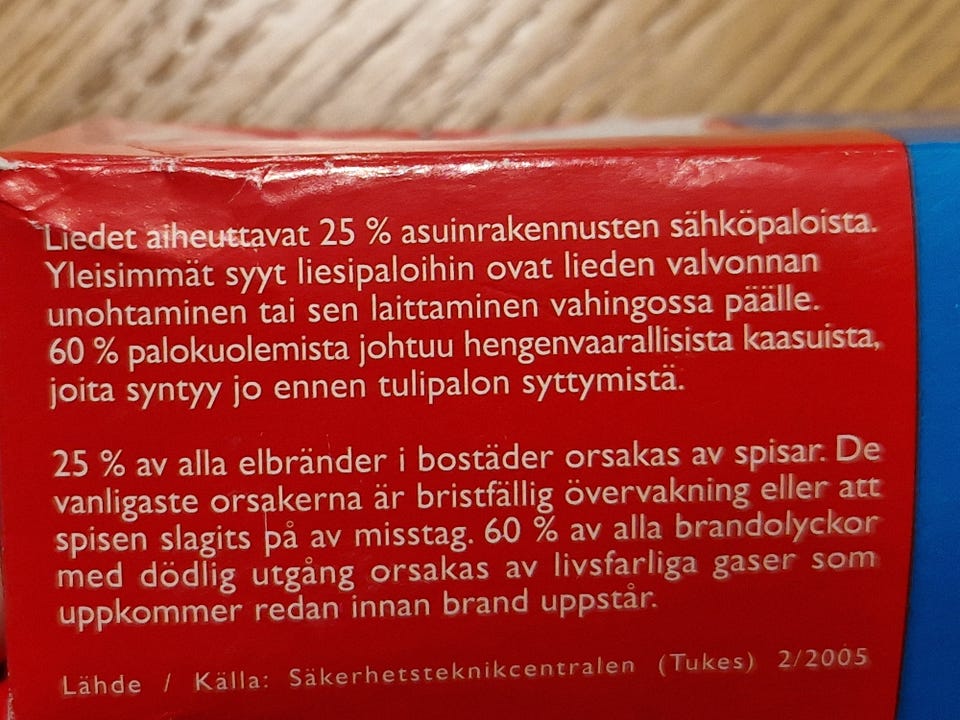 Liedet aiheuttavat 25 % asuinrakennusten sähköpaloista.
Yleisimmät syyt liesipaloihin ovat lieden valvonnan
unohtaminen tai sen laittaminen vahingossa päälle.
60 % palokuolemista johtuu hengenvaarallisista kaasuista,
joita syntyy jo ennen tulipalon syttymistä.
25 % av alla elbränder i bostäder orsakas av spisar. De
vanligaste orsakerna är bristfällig övervakning eller att
spisen slagits på av misstag. 60 % av alla brandolyckor
med dödlig utgång orsakas av livsfarliga gaser som
uppkommer redan innan brand uppstår.
Lähde / Källa: Säkerhetsteknikcentralen (Tukes) 2/2005